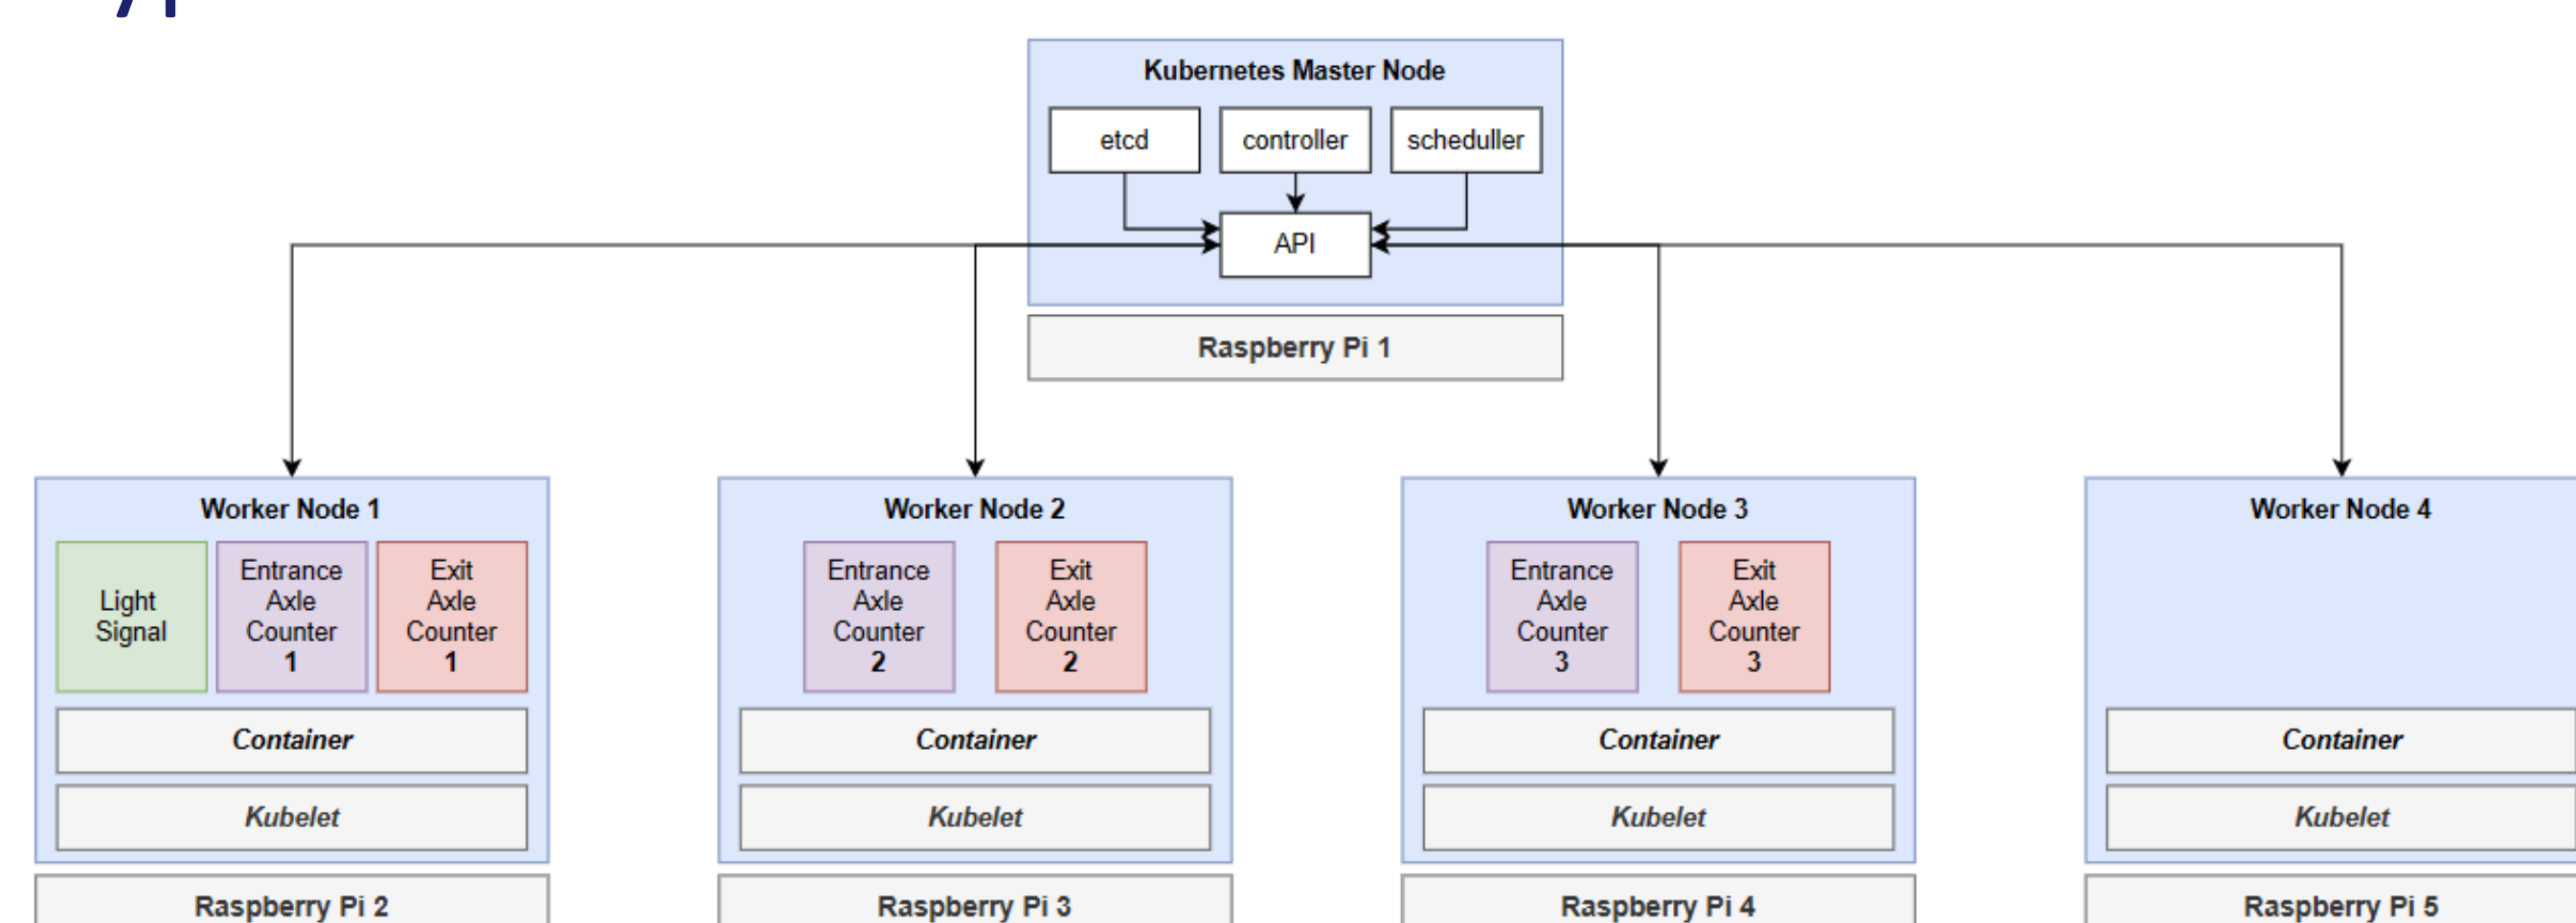 Kubernetes Master Node
etcd
controller
scheduller
API
Raspberry Pi 1
Worker Node 1
Light
Signal
Entrance
Axle
Counter
1
Exit
Axle
Counter
1
Container
Kubelet
Raspberry Pi 2
Worker Node 2
Entrance
Axle
Counter
2
Exit
Axle
Counter
2
Container
Kubelet
Raspberry Pi 3
Worker Node 3
Entrance
Axle
Counter
3
Exit
Axle
Counter
3
Container
Kubelet
Raspberry Pi 4
Worker Node 4
Container
Kubelet
Raspberry Pi 5